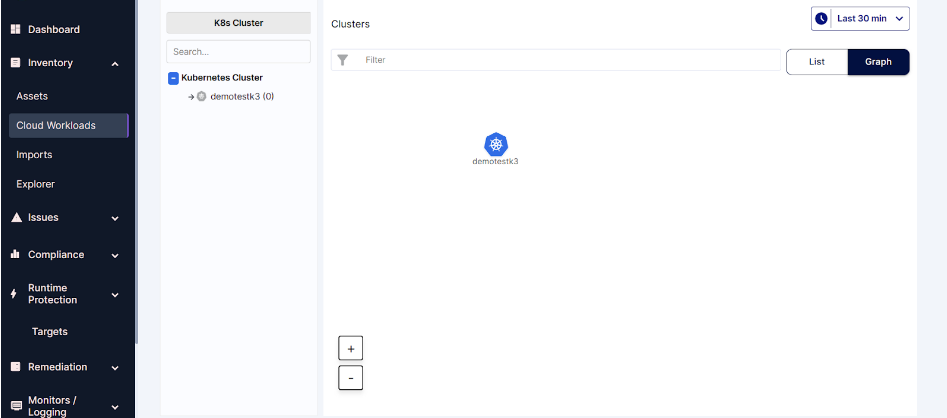 Dashboard
Inventory
Assets
Cloud Workloads
Imports
Explorer
Issues
Compliance
Runtime
Protection
Targets
Remediation
Monitors /
Logging
K8s Cluster
Search...
Kubernetes Cluster
demotestk3 (0)
Clusters
Last 30 min
Filter
List
Graph
demotestk3
+
-